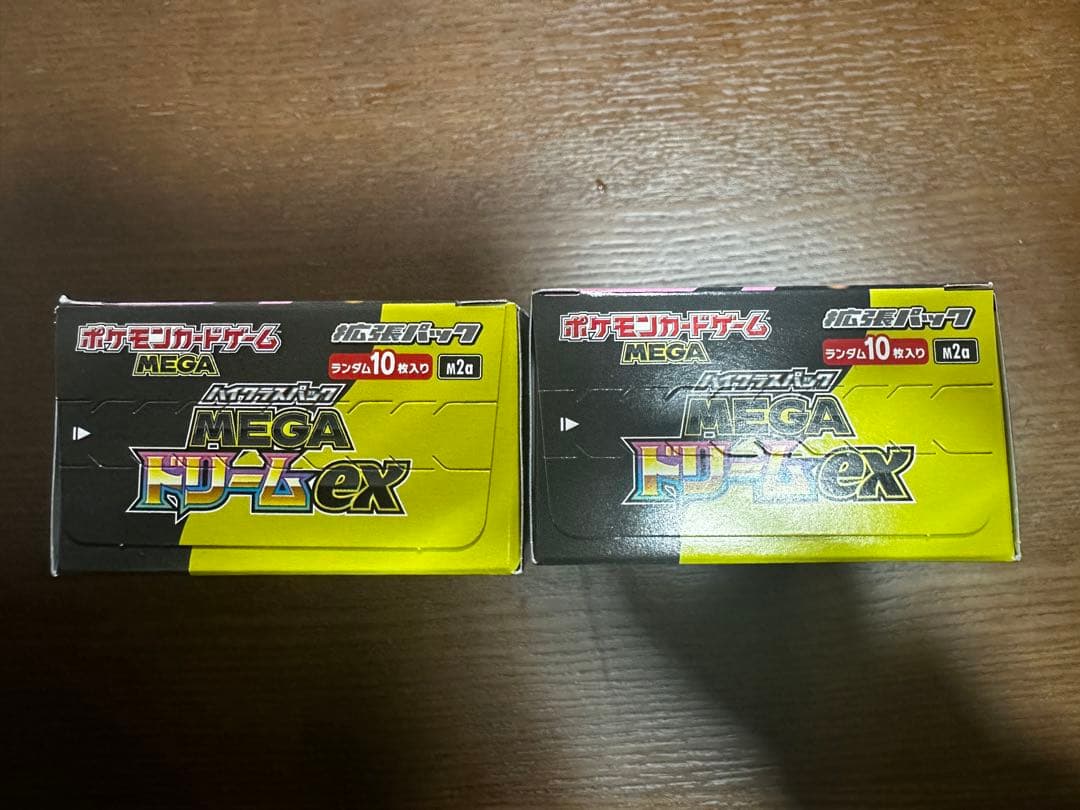 ポケモンカードゲーム
MEGA
拡張パック
ランダム10枚入り
M2a
ハイクラスパック
MEGA
ドリームex
ポケモンカードゲーム
MEGA
拡張パック
ランダム10枚入り
M2a
ハイクラスパック
MEGA
ドリームex